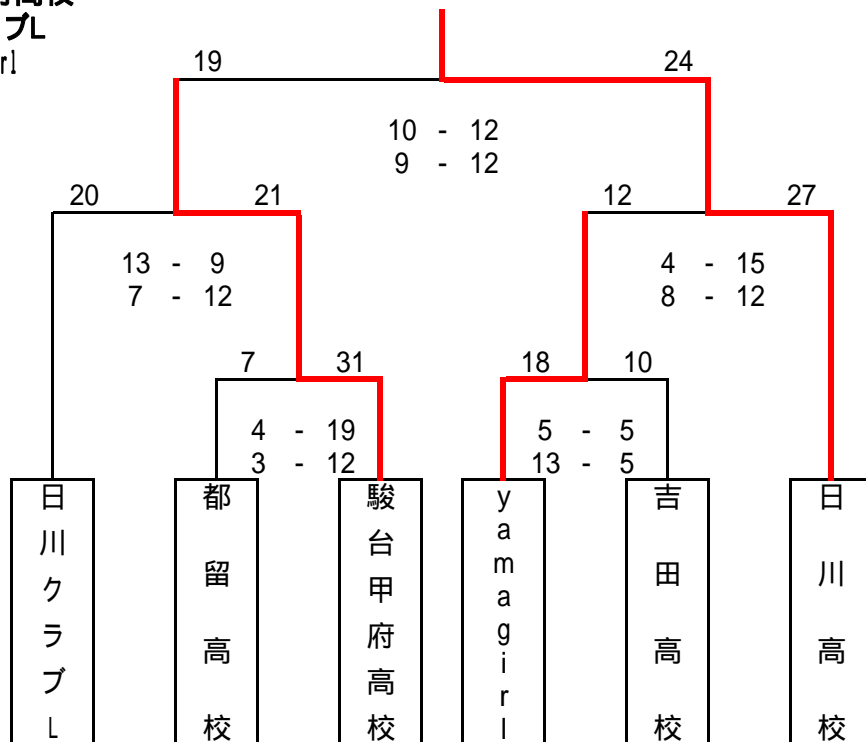 ブL
rl
19 24
10 - 12
9 - 12
20 21 12 27
13 - 9 4 - 15
7 - 12 8 - 12
7 31 18 10
4 - 19 5 - 5
3 - 12 13 - 5
日川クラブL
都留高校
駿台甲府高校
yamagirl
吉田高校
日川高校